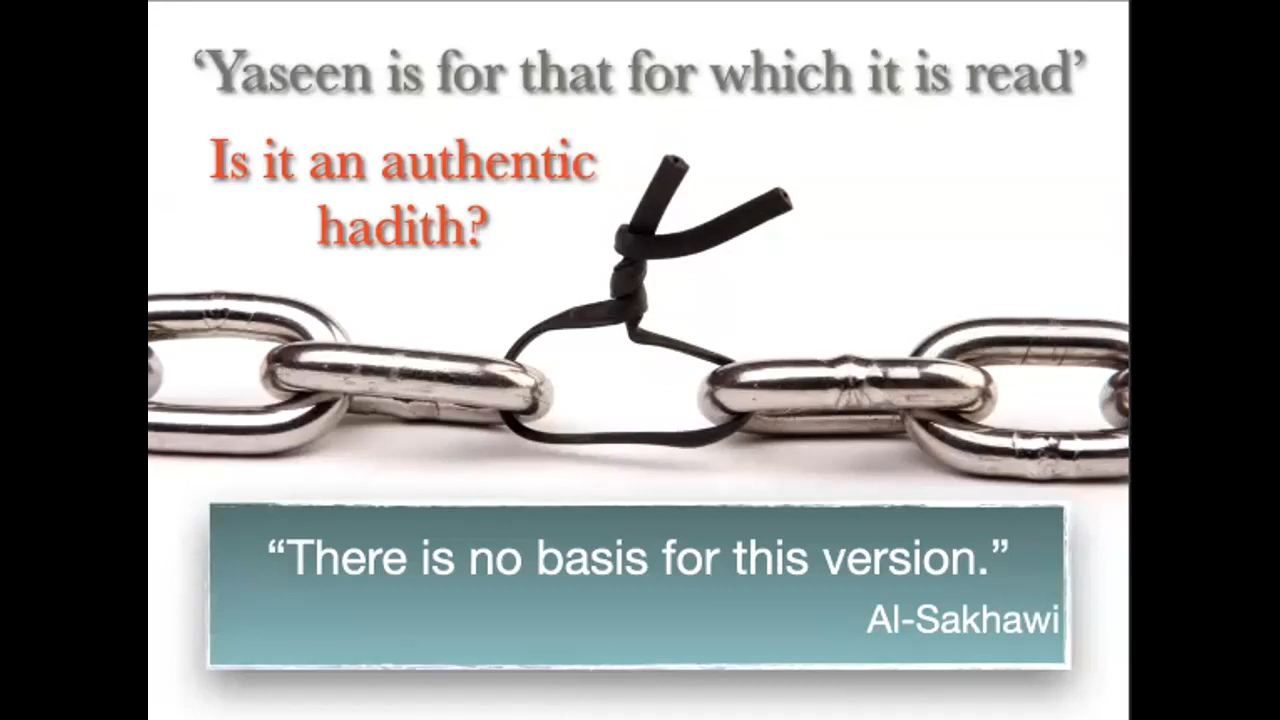 ‘Yaseen is for that for which it is read’
Is it an authentic
hadith?
“There is no basis for this version.”
Al-Sakhawi